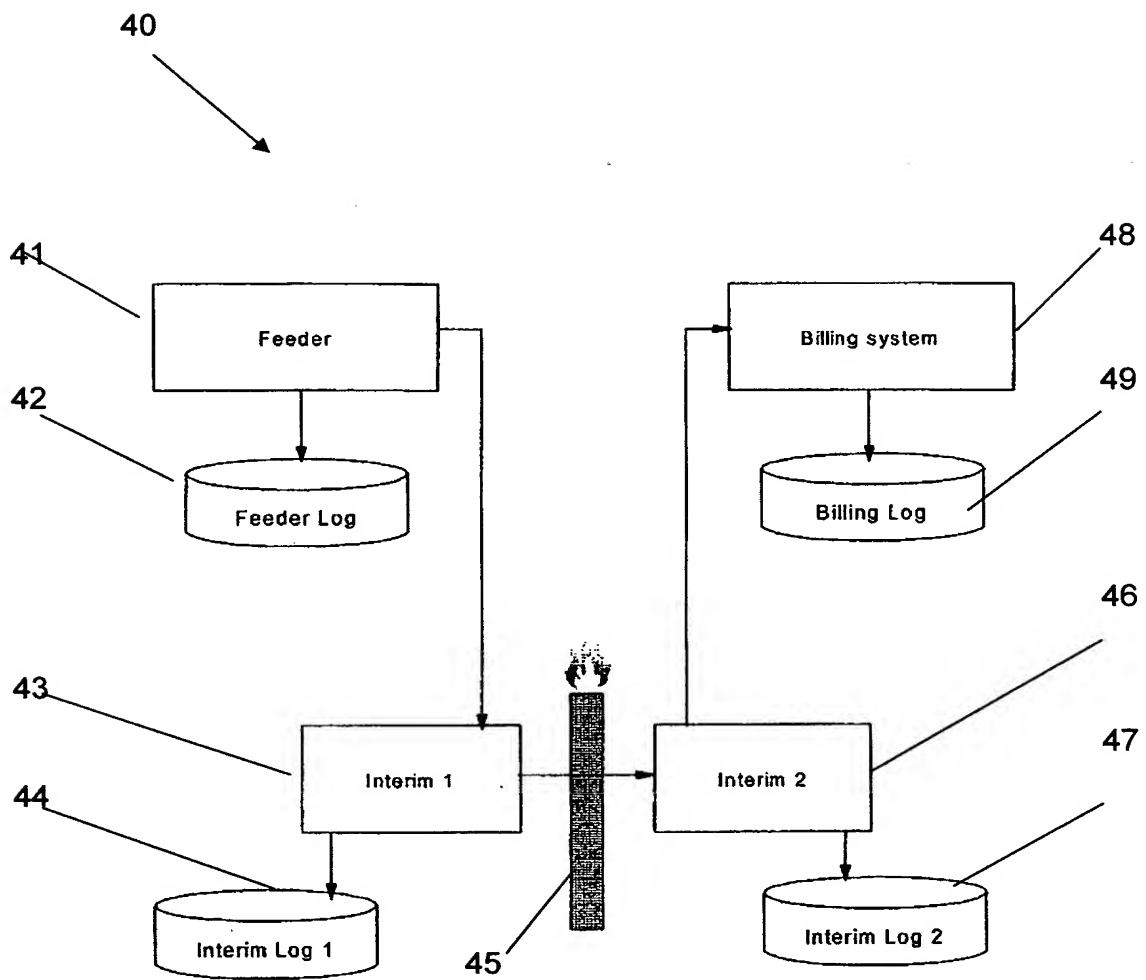 40
41
48
Feeder
Billing system
42
49
Feeder Log
Billing Log
46
43
47
Interim 1
Interim 2
44
Interim Log 1
Interim Log 2
45